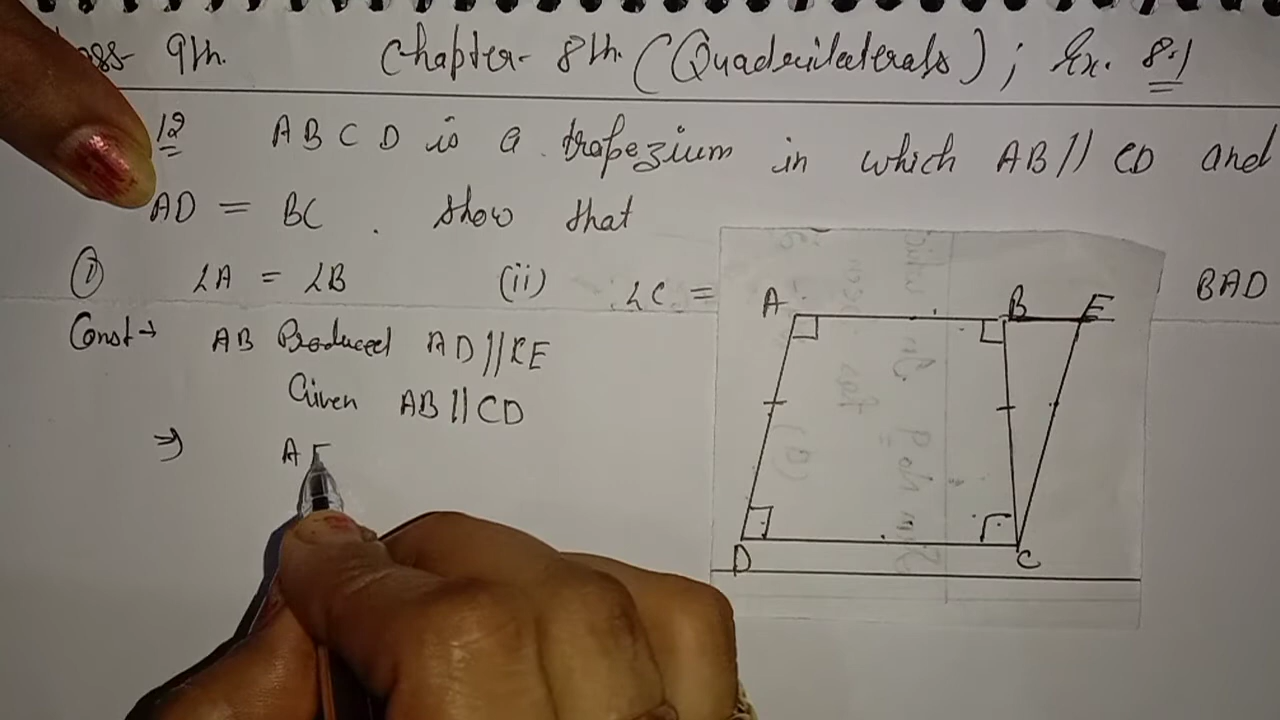 9th. Chapter- 8th. (Quadrilaterals) ; Ex. 8.1
12 ABCD is a trapezium in which AB || CD and
AD = BC . show that
(i) ∠A = ∠B (ii) ∠C = BAD
Const → AB Produced AD || CE
Given AB || CD
⇒ A
A B E
D C